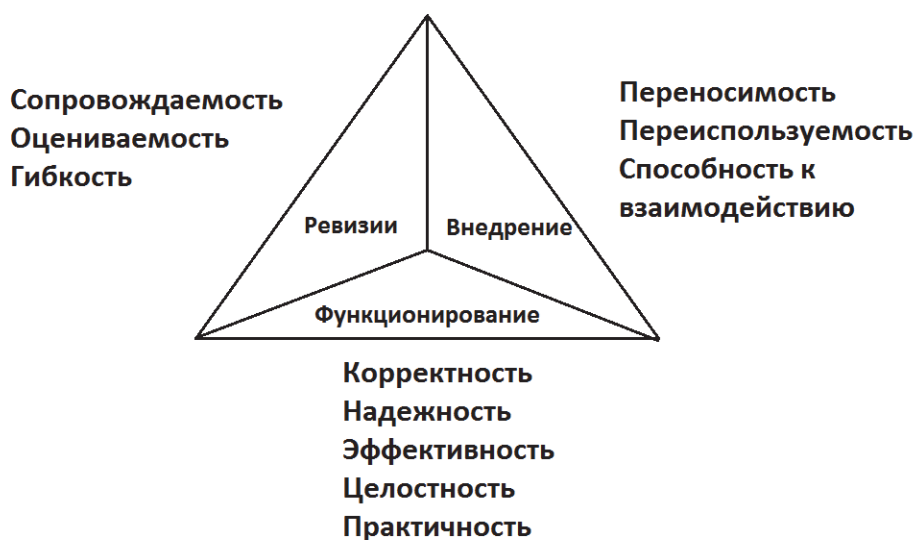 Сопровождаемость
Оцениваемость
Гибкость
Переносимость
Переиспользуемость
Способность к
взаимодействию
Ревизии
Внедрение
Функционирование
Корректность
Надежность
Эффективность
Целостность
Практичность